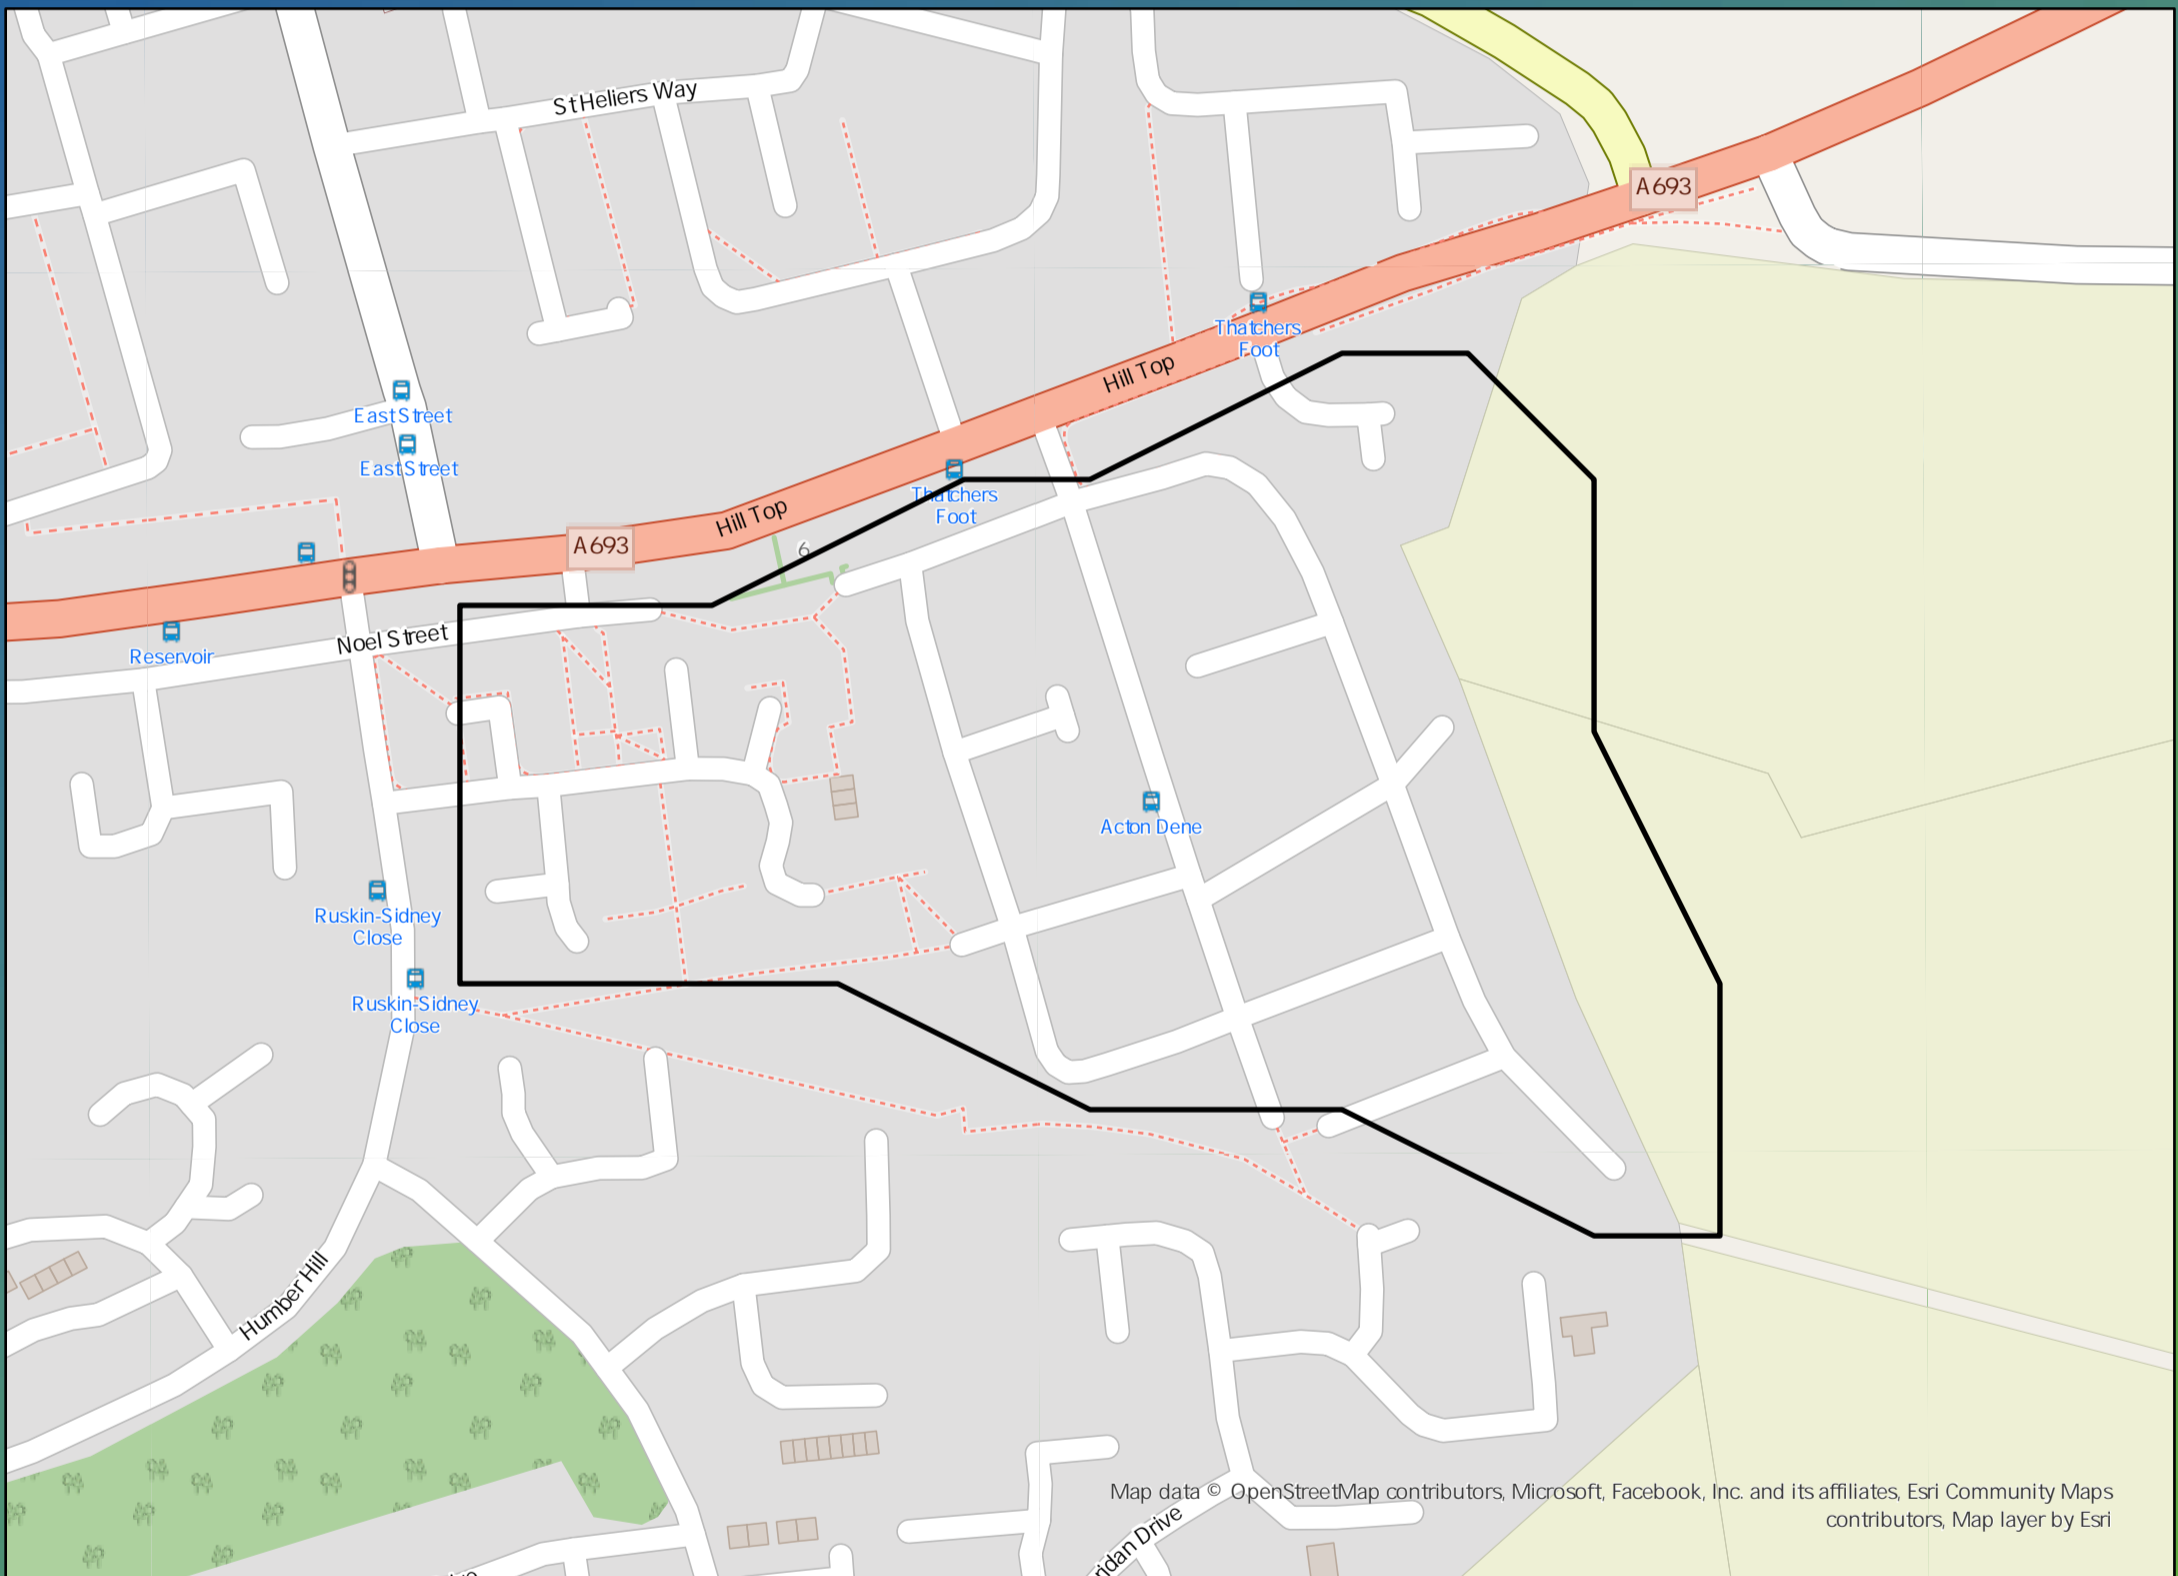 St Heliers Way
A693
Thatchers
Foot
Hill Top
East Street
East Street
Thatchers
Foot
Hill Top
A693
6
Noel Street
Reservoir
Acton Dene
Ruskin-Sidney
Close
Ruskin-Sidney
Close
Humber Hill
Map data © OpenStreetMap contributors, Microsoft, Facebook, Inc. and its affiliates, Esri Community Maps
contributors, Map layer by Esri
ridan Drive